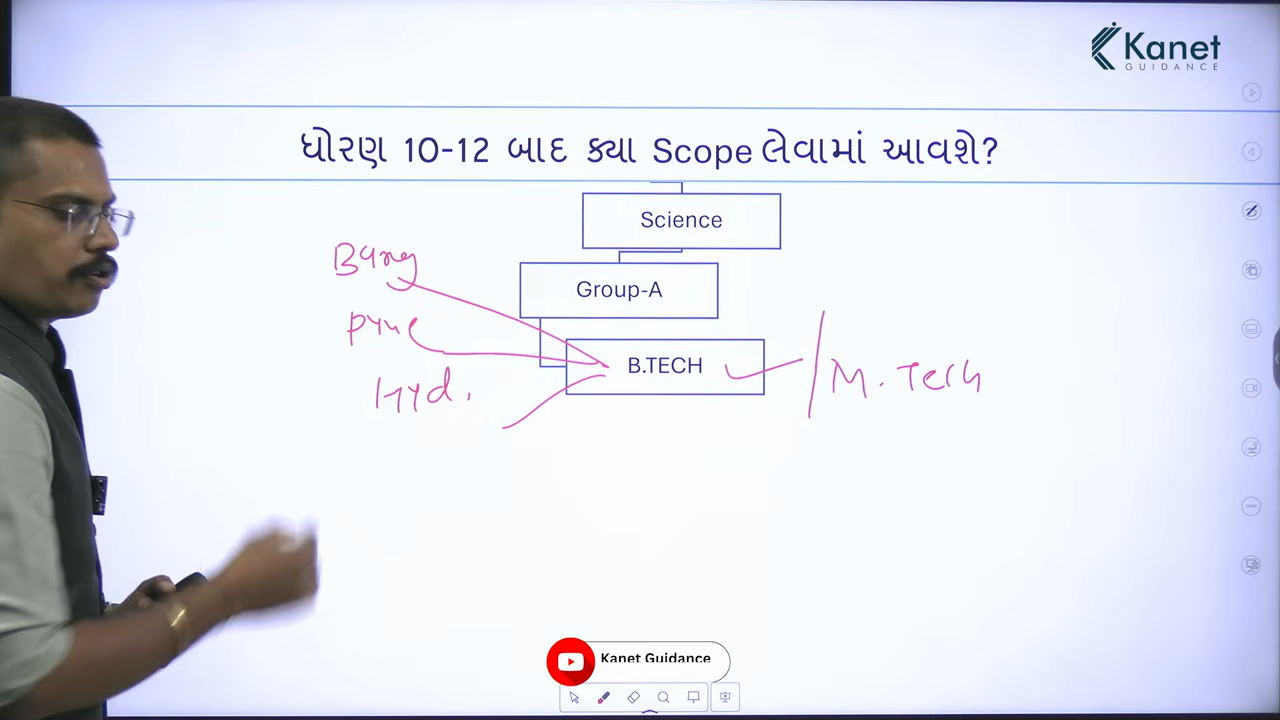 Kanet
GUIDANCE
ધોરણ 10-12 બાદ ક્યા Scope લેવામાં આવશે?
Science
Bang
Group-A
Pune
B.TECH
Hyd.
M. Tech
Kanet Guidance